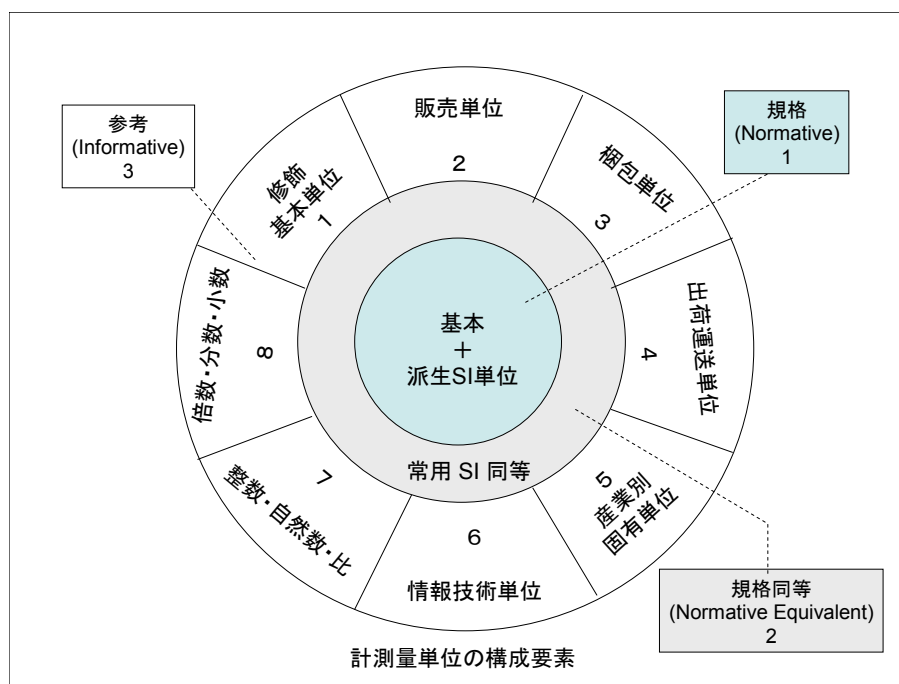 参考
(Informative)
3
規格
(Normative)
1
販売単位
2
梱包単位
3
出荷運送単位
4
5
産業別
固有単位
6
情報技術単位
7
整数・自然数・比
8
倍数・分数・小数
修飾
基本単位
1
基本
＋
派生SI単位
常用 SI 同等
規格同等
(Normative Equivalent)
2
計測量単位の構成要素